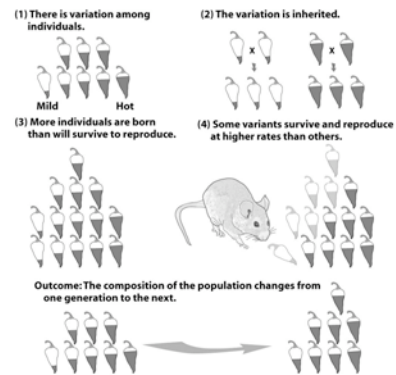 (1) There is variation among
individuals.
Mild
Hot
(2) The variation is inherited.
x
x
(3) More individuals are born
than will survive to reproduce.
(4) Some variants survive and reproduce
at higher rates than others.
Outcome: The composition of the population changes from
one generation to the next.